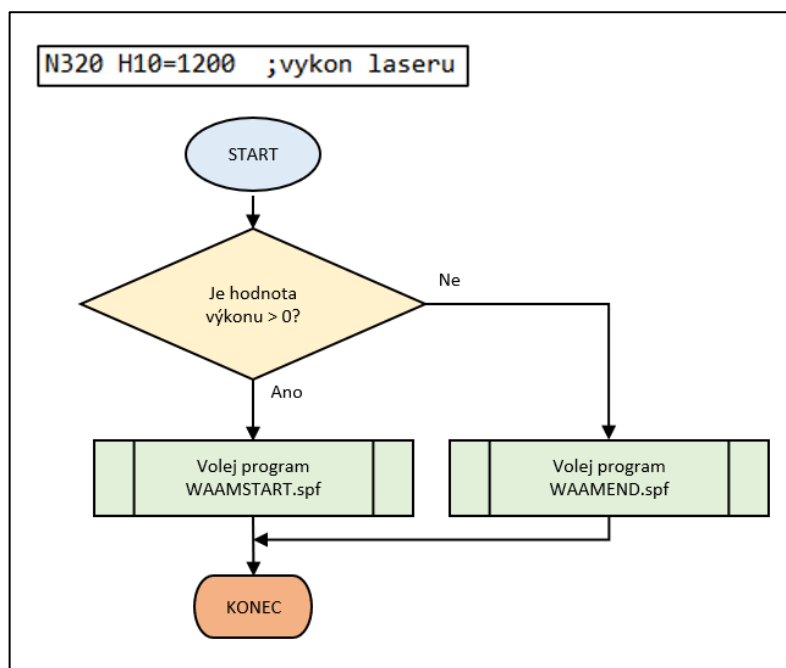 N320 H10=1200 ;vykon laseru
START
Je hodnota
výkonu > 0?
Ne
Ano
Volej program
WAAMSTART.spf
Volej program
WAAMEND.spf
KONEC